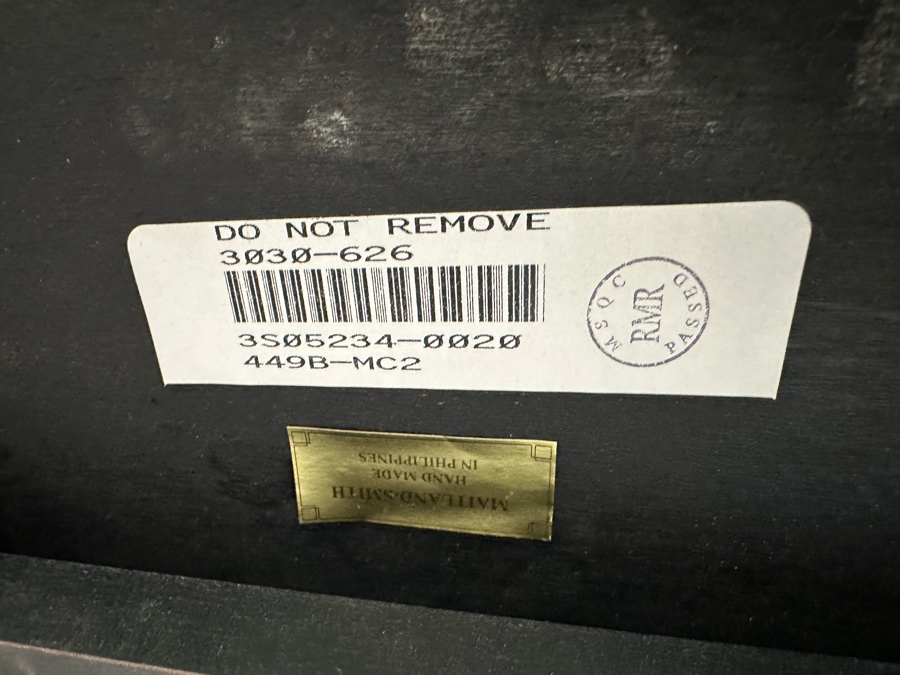 DO NOT REMOVE
3030-626
3S05234-0020
449B-MC2
MSQC
RMR
PASSED
MAITLAND-SMITH
HAND MADE
IN PHILIPPINES